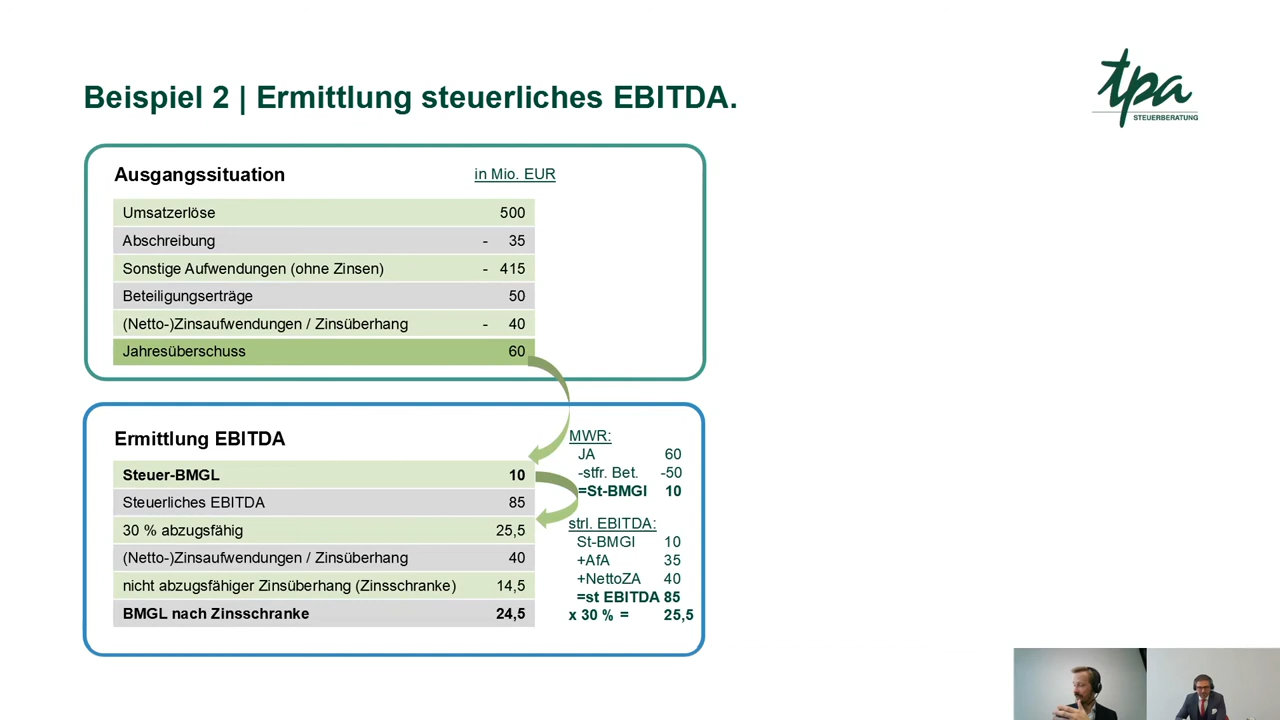 Beispiel 2 | Ermittlung steuerliches EBITDA.
tpa
STEUERBERATUNG
Ausgangssituation in Mio. EUR
Umsatzerlöse 500
Abschreibung - 35
Sonstige Aufwendungen (ohne Zinsen) - 415
Beteiligungserträge 50
(Netto-)Zinsaufwendungen / Zinsüberhang - 40
Jahresüberschuss 60
Ermittlung EBITDA
Steuer-BMGL 10
Steuerliches EBITDA 85
30 % abzugsfähig 25,5
(Netto-)Zinsaufwendungen / Zinsüberhang 40
nicht abzugsfähiger Zinsüberhang (Zinsschranke) 14,5
BMGL nach Zinsschranke 24,5
MWR:
JA 60
-stfr. Bet. -50
=St-BMGl 10
strl. EBITDA:
St-BMGl 10
+AfA 35
+NettoZA 40
=st EBITDA 85
x 30 % = 25,5